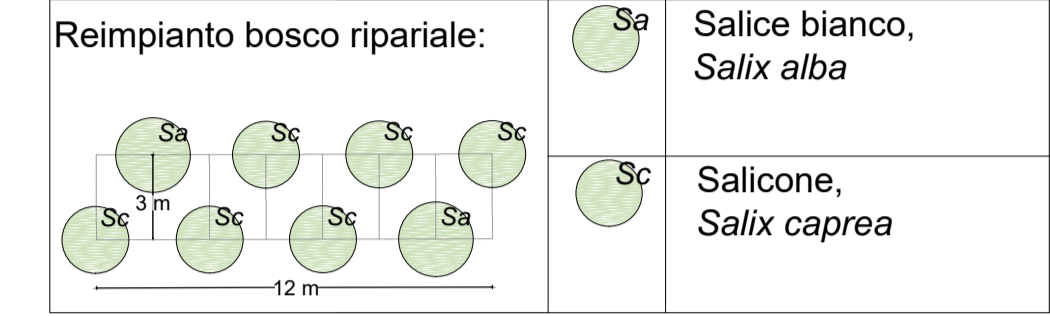 Reimpianto bosco ripariale:
Sa Sc Sc Sc
3 m
Sc Sc Sc Sa
12 m
Sa
Salice bianco,
Salix alba
Sc
Salicone,
Salix caprea